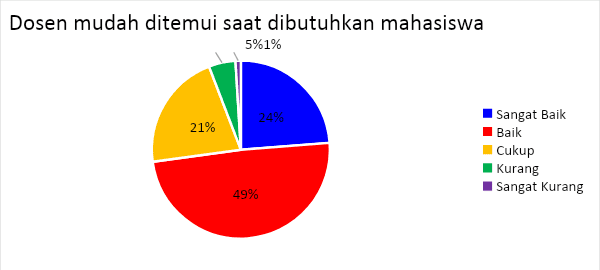 Dosen mudah ditemui saat dibutuhkan mahasiswa
5%1%
24%
21%
49%
Sangat Baik
Baik
Cukup
Kurang
Sangat Kurang